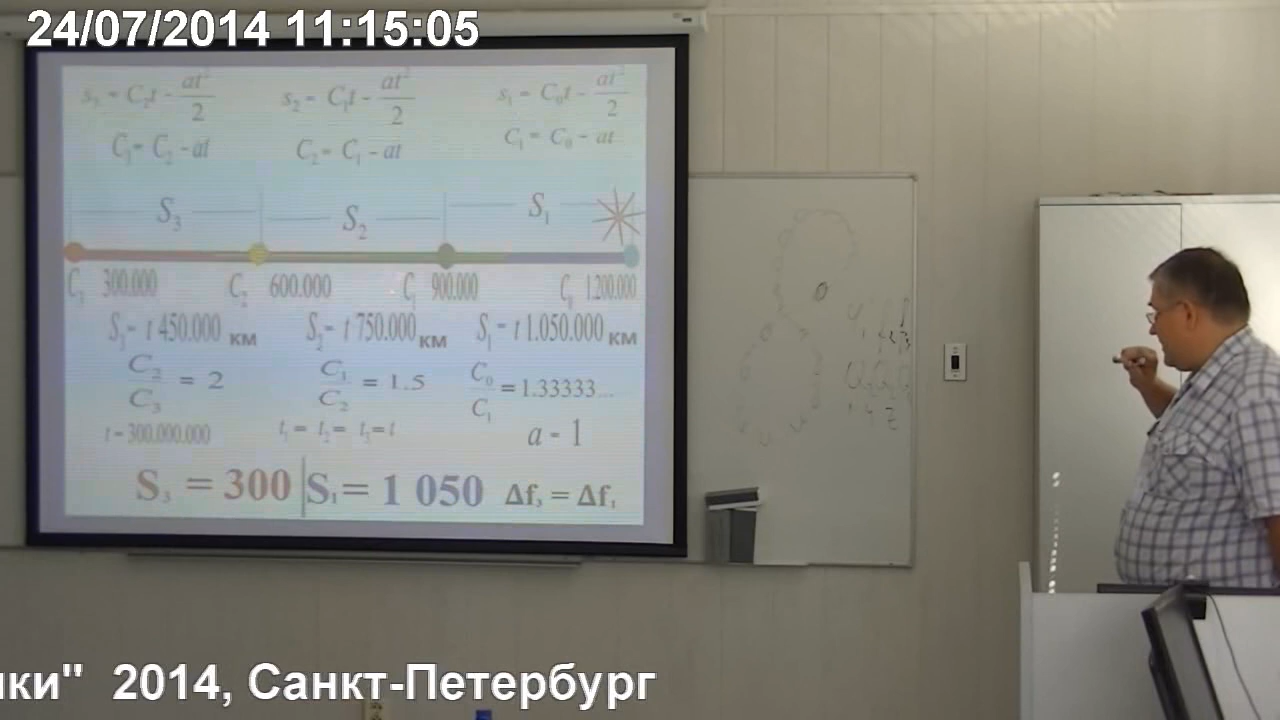 24/07/2014 11:15:05
s₃ = C₂t - at²/2 s₂ = C₁t - at²/2 s₁ = C₀t - at²/2
C₃ = C₂ - at C₂ = C₁ - at C₁ = C₀ - at
S₃ S₂ S₁
C₃ 300.000 C₂ 600.000 C₁ 900.000 C₀ 1.200.000
S₃ = t 450.000 км S₂ = t 750.000 км S₁ = t 1.050.000 км
C₂/C₃ = 2 C₁/C₂ = 1.5 C₀/C₁ = 1.33333...
t = 300.000.000 t₁ = t₂ = t₃ = t a = 1
S₃ = 300 S₁ = 1 050 Δf₃ = Δf₁
ики" 2014, Санкт-Петербург